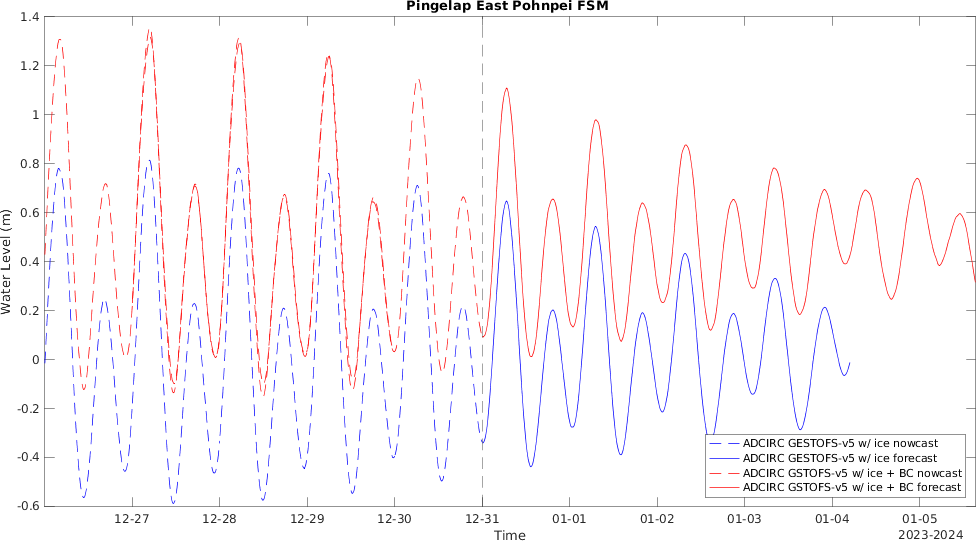 Pingelap East Pohnpei FSM
Water Level (m)
1.4
1.2
1
0.8
0.6
0.4
0.2
0
-0.2
-0.4
-0.6
ADCIRC GESTOFS-v5 w/ ice nowcast
ADCIRC GESTOFS-v5 w/ ice forecast
ADCIRC GSTOFS-v5 w/ ice + BC nowcast
ADCIRC GSTOFS-v5 w/ ice + BC forecast
12-27 12-28 12-29 12-30 12-31 01-01 01-02 01-03 01-04 01-05
Time
2023-2024